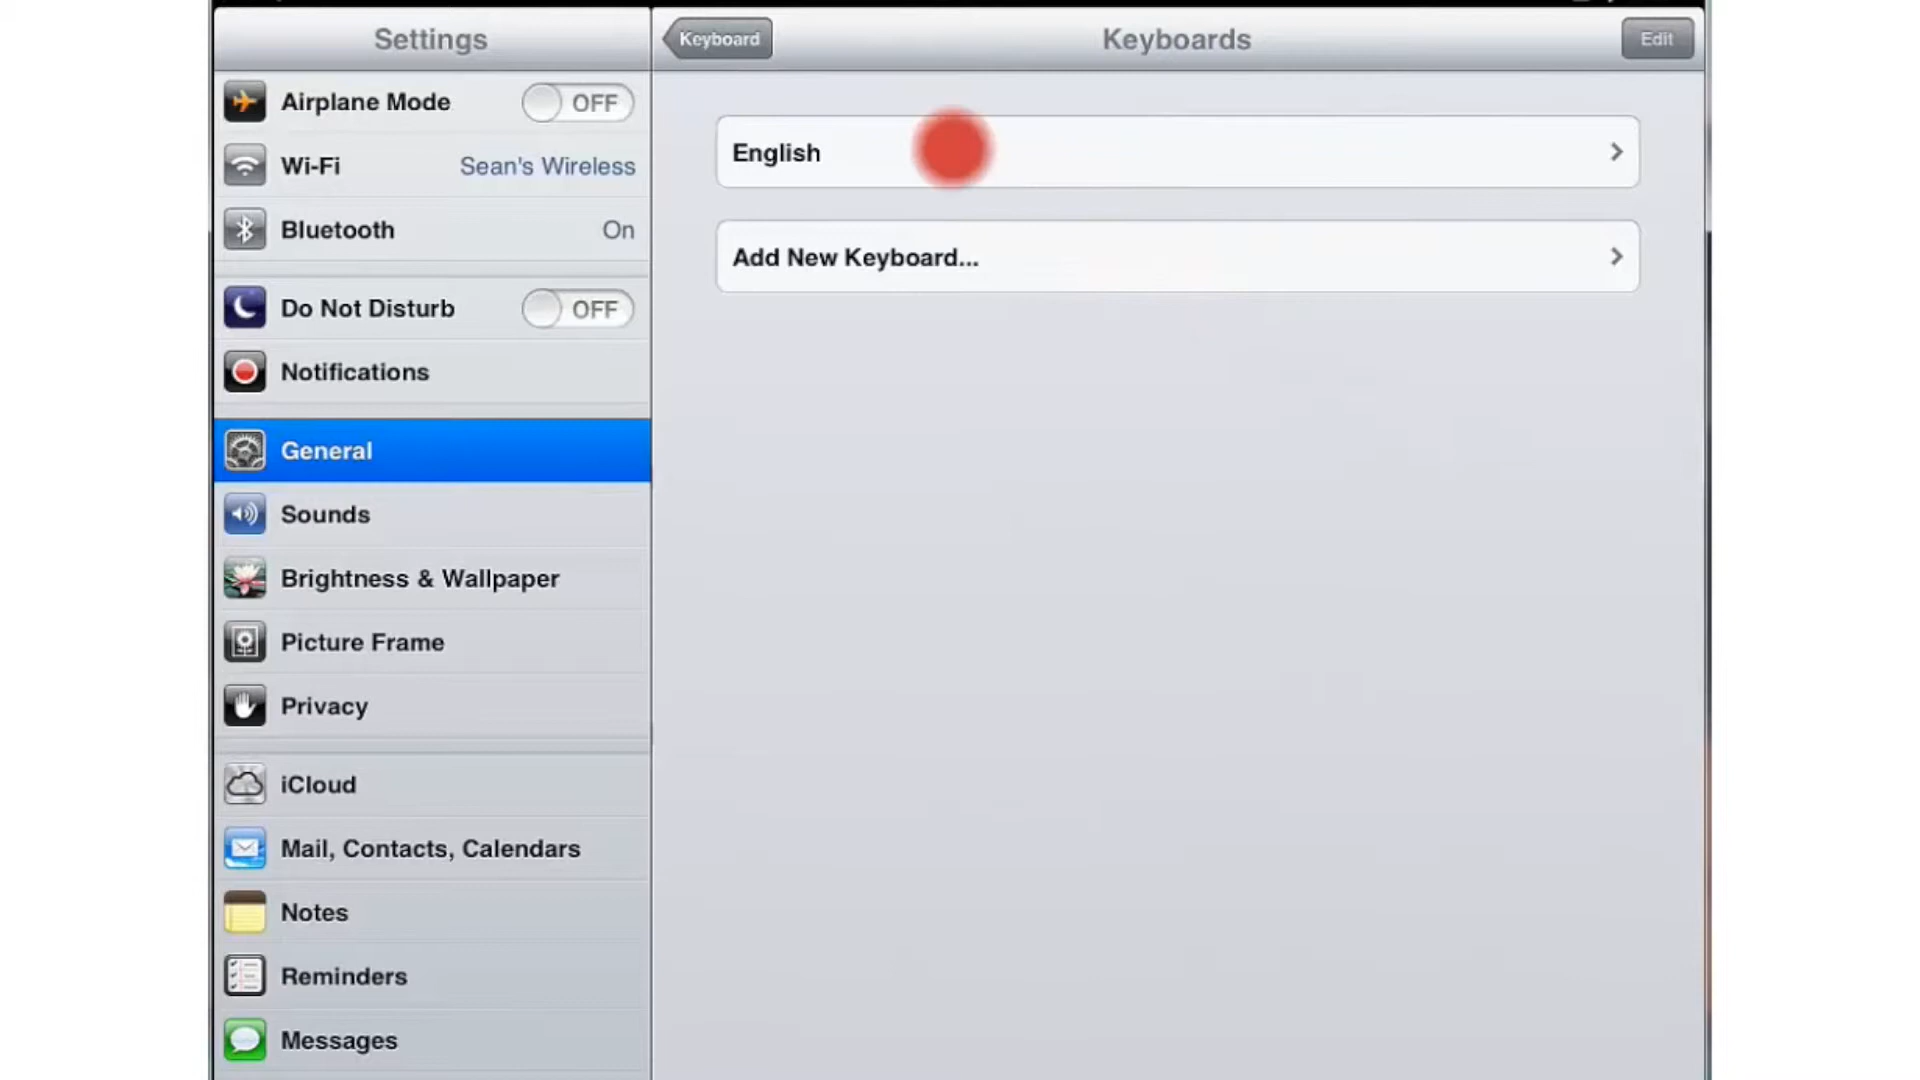 Settings
Keyboard
Keyboards
Edit
Airplane Mode OFF
Wi-Fi Sean's Wireless
Bluetooth On
Do Not Disturb OFF
Notifications
General
Sounds
Brightness & Wallpaper
Picture Frame
Privacy
iCloud
Mail, Contacts, Calendars
Notes
Reminders
Messages
English
Add New Keyboard...